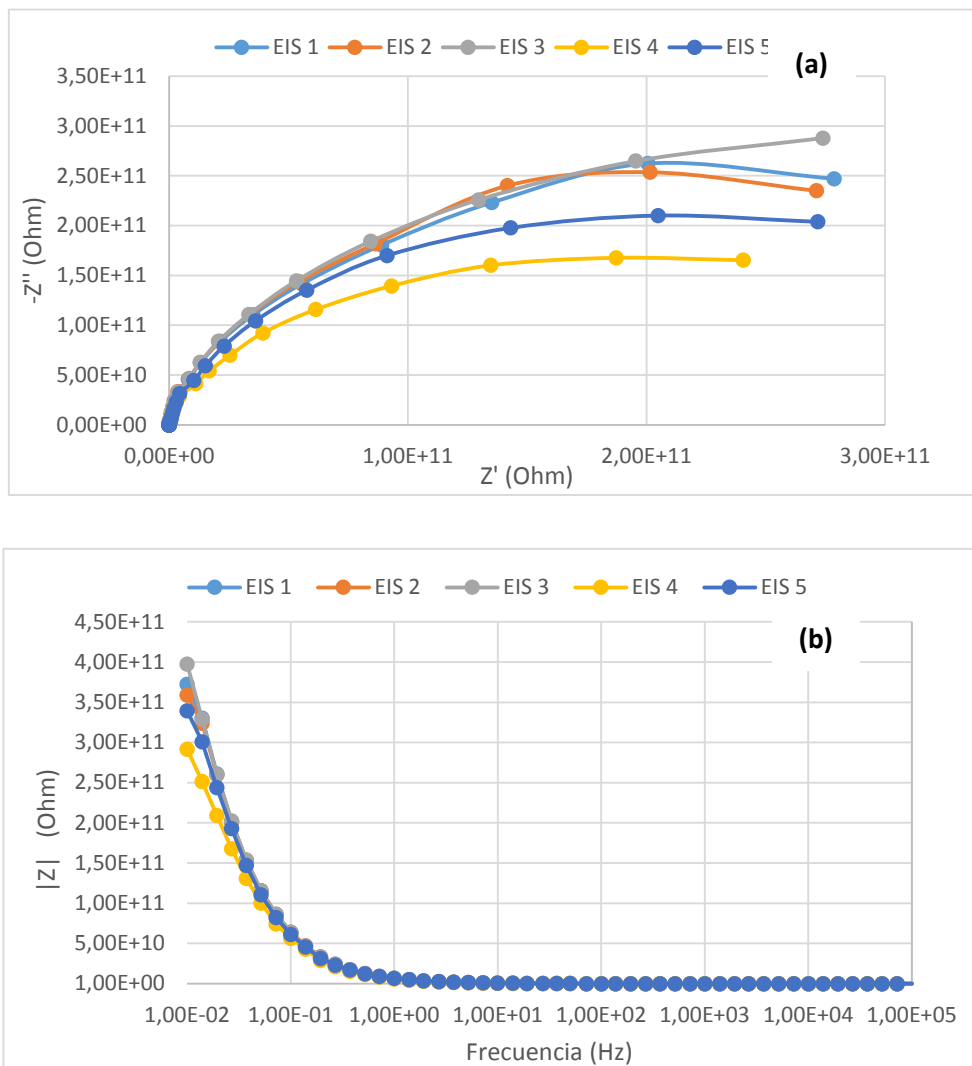 EIS 1 EIS 2 EIS 3 EIS 4 EIS 5
(a)
3,50E+11
3,00E+11
2,50E+11
2,00E+11
1,50E+11
1,00E+11
5,00E+10
0,00E+00
-Z'' (Ohm)
0,00E+00 1,00E+11 2,00E+11 3,00E+11
Z' (Ohm)
EIS 1 EIS 2 EIS 3 EIS 4 EIS 5
(b)
4,50E+11
4,00E+11
3,50E+11
3,00E+11
2,50E+11
2,00E+11
1,50E+11
1,00E+11
5,00E+10
1,00E+00
|Z| (Ohm)
1,00E-02 1,00E-01 1,00E+00 1,00E+01 1,00E+02 1,00E+03 1,00E+04 1,00E+05
Frecuencia (Hz)